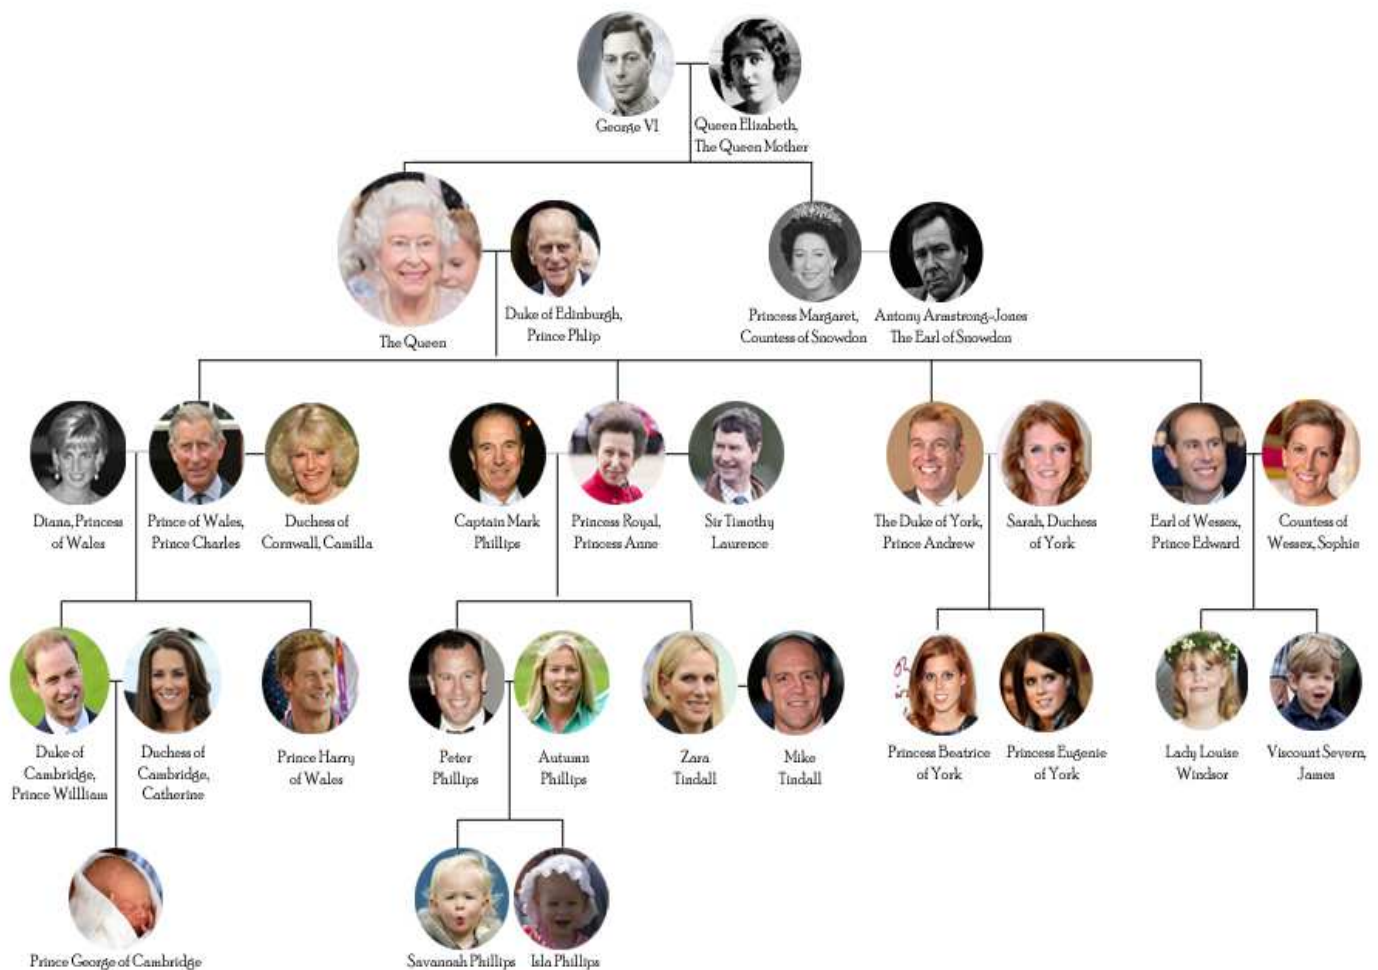 George VI
Queen Elizabeth,
The Queen Mother
The Queen
Duke of Edinburgh,
Prince Phlip
Princess Margaret,
Countess of Snowdon
Antony Armstrong-Jones
The Earl of Snowdon
Diana, Princess
of Wales
Prince of Wales,
Prince Charles
Duchess of
Cornwall, Camilla
Captain Mark
Phillips
Princess Royal,
Princess Anne
Sir Timothy
Laurence
The Duke of York,
Prince Andrew
Sarah, Duchess
of York
Earl of Wessex,
Prince Edward
Countess of
Wessex, Sophie
Duke of
Cambridge,
Prince Willliam
Duchess of
Cambridge,
Catherine
Prince Harry
of Wales
Peter
Phillips
Autumn
Phillips
Zara
Tindall
Mike
Tindall
Princess Beatrice
of York
Princess Eugenie
of York
Lady Louise
Windsor
Viscount Severn,
James
Prince George of Cambridge
Savannah Phillips
Isla Phillips